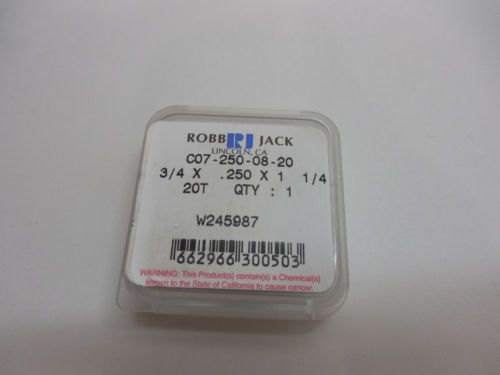 ROBB RJ JACK
LINCOLN, CA
C07-250-08-20
3/4 X .250 X 1 1/4
20T QTY : 1
W245987
662966 300503
WARNING: This Product(s) contain(s) a Chemical(s)
known to the State of California to cause cancer.